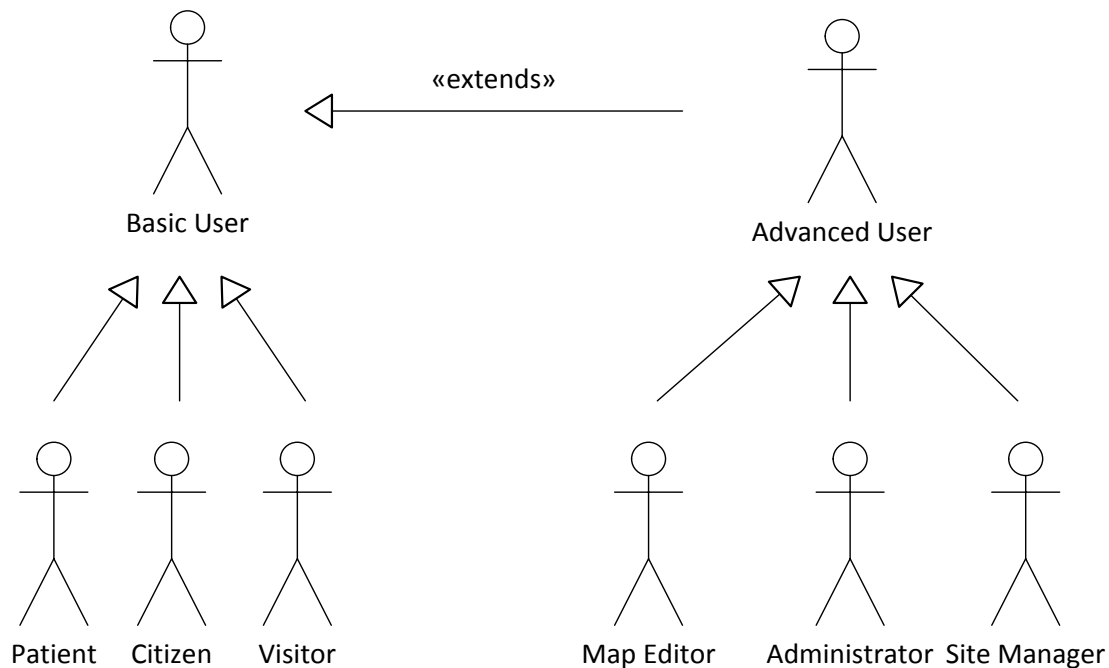 «extends»
Basic User
Advanced User
Patient
Citizen
Visitor
Map Editor
Administrator
Site Manager